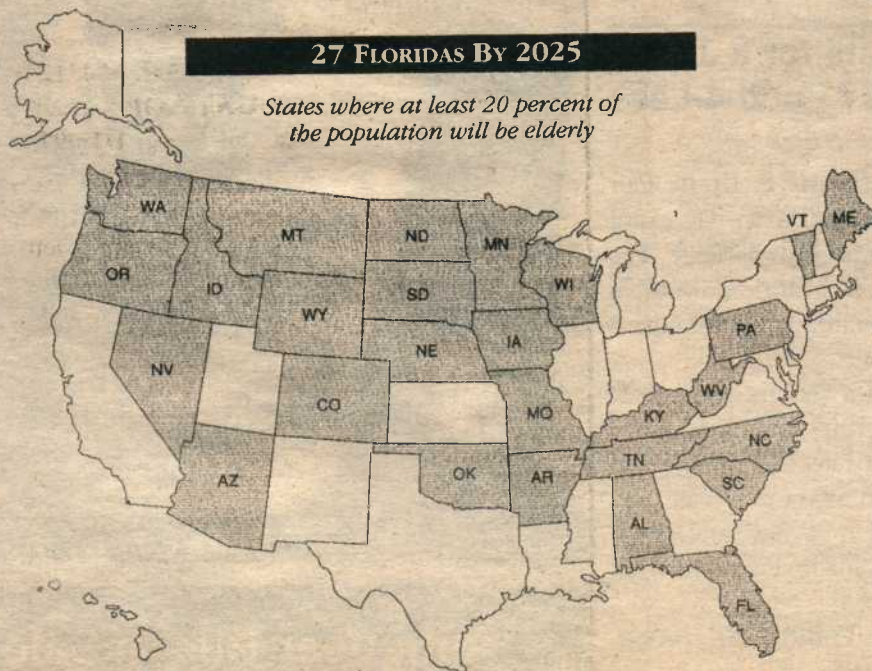 27 FLORIDAS BY 2025
States where at least 20 percent of
the population will be elderly
WA
MT
ND
MN
VT
ME
OR
ID
WY
SD
WI
NV
NE
IA
PA
CO
MO
KY
WV
AZ
OK
AR
TN
NC
SC
AL
FL